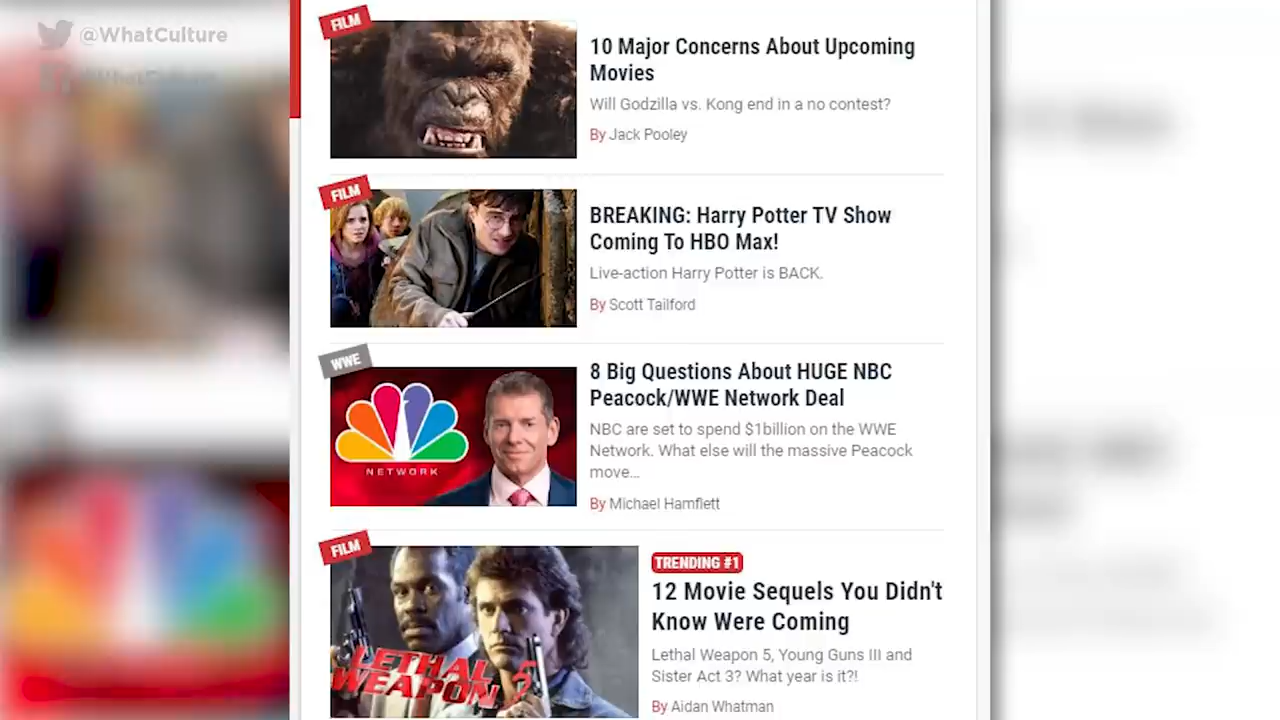 @WhatCulture
FILM
10 Major Concerns About Upcoming
Movies
Will Godzilla vs. Kong end in a no contest?
By Jack Pooley
FILM
BREAKING: Harry Potter TV Show
Coming To HBO Max!
Live-action Harry Potter is BACK.
By Scott Tailford
WWE
NETWORK
8 Big Questions About HUGE NBC
Peacock/WWE Network Deal
NBC are set to spend $1billion on the WWE
Network. What else will the massive Peacock
move...
By Michael Hamflett
FILM
LETHAL
WEAPON 5
TRENDING #1
12 Movie Sequels You Didn't
Know Were Coming
Lethal Weapon 5, Young Guns III and
Sister Act 3? What year is it?!
By Aidan Whatman